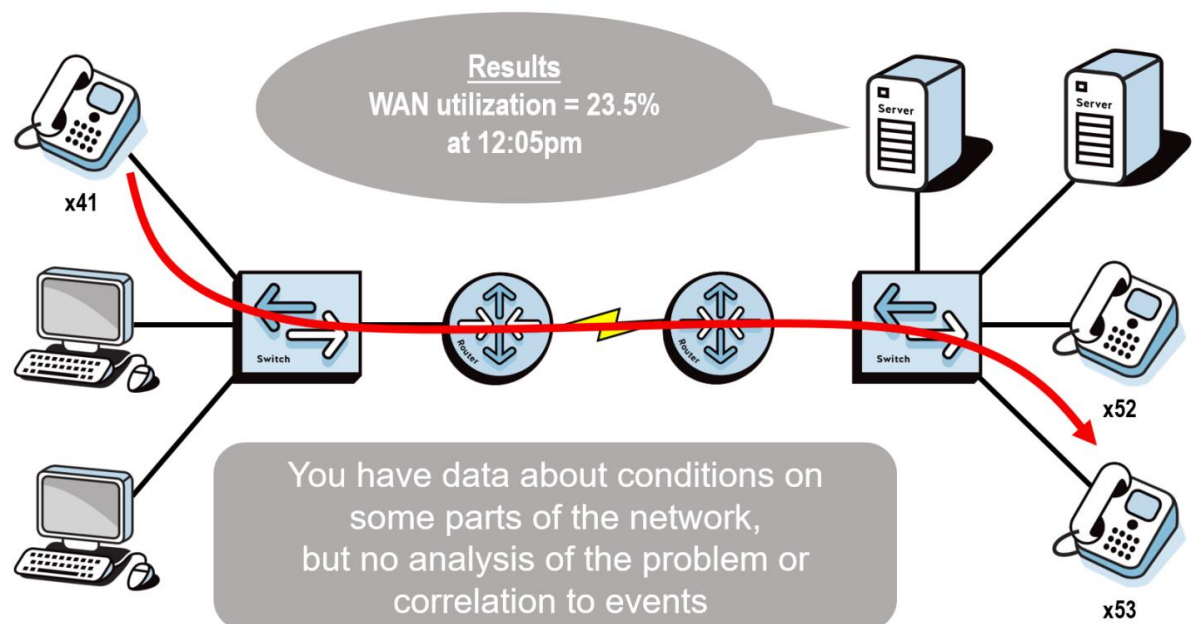 Results
WAN utilization = 23.5%
at 12:05pm
Server
Server
x41
Switch
Router
Router
Switch
x52
You have data about conditions on
some parts of the network,
but no analysis of the problem or
correlation to events
x53